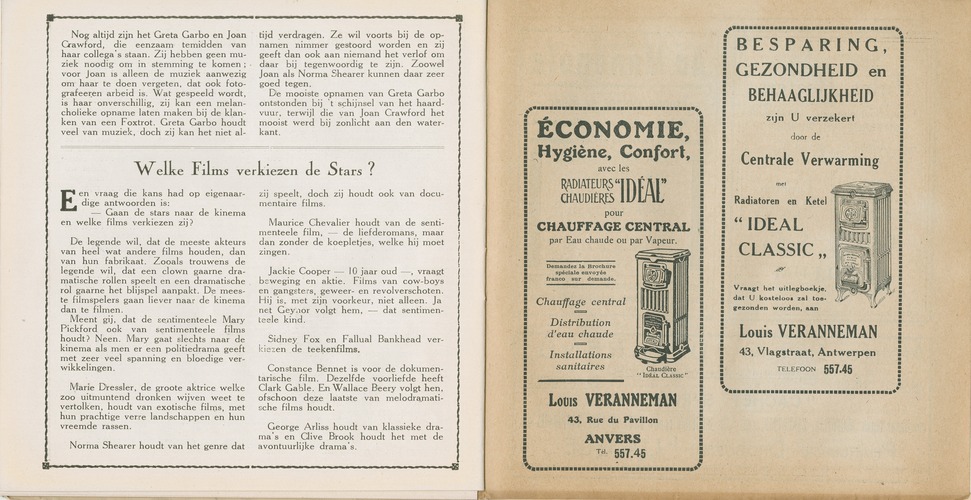 Nog altijd zijn het Greta Garbo en Joan
Crawford, die eenzaam temidden van
haar collega's staan. Zij hebben geen mu-
ziek noodig om in stemming te komen;
voor Joan is alleen de muziek aanwezig
om haar te doen vergeten, dat ook foto-
grafeeren arbeid is. Wat gespeeld wordt,
is haar onverschillig, zij kan een melan-
cholieke opname laten maken bij de klan-
ken van een Foxtrot. Greta Garbo houdt
veel van muziek, doch zij kan het niet al-
tijd verdragen. Ze wil voorts bij de op-
namen nimmer gestoord worden en zij
geeft dan ook aan niemand het verlof om
daar bij tegenwoordig te zijn. Zoowel
Joan als Norma Shearer kunnen daar zeer
goed tegen.
De mooiste opnamen van Greta Garbo
ontstonden bij 't schijnsel van het haard-
vuur, terwijl die van Joan Crawford het
mooist werd bij zonlicht aan den water-
kant.
Welke Films verkiezen de Stars ?
Een vraag die kans had op eigenaar-
dige antwoorden is:
— Gaan de stars naar de kinema
en welke films verkiezen zij?
De legende wil, dat de meeste akteurs
van heel wat andere films houden, dan
van hun fabrikaat. Zooals trouwens de
legende wil, dat een clown gaarne dra-
matische rollen speelt en een dramatisch
rol gaarne het blijspel aanpakt. De mees-
te filmspelers gaan liever naar de kinema
dan te filmen.
Meent gij, dat de sentimenteele Mary
Pickford ook van sentimenteele films
houdt? Neen. Mary gaat slechts naar de
kinema als men er een politiedrama geeft
met zeer veel spanning en bloedige ver-
wikkelingen.
Marie Dressler, de groote aktrice welke
zoo uitmuntend dronken wijven weet te
vertolken, houdt van exotische films, met
hun prachtige verre landschappen en hun
vreemde rassen.
Norma Shearer houdt van het genre dat
zij speelt, doch zij houdt ook van docu-
mentaire films.
Maurice Chevalier houdt van de senti-
menteele film, — de liefderomans, maar
dan zonder de koepletjes, welke hij moet
zingen.
Jackie Cooper — 10 jaar oud —, vraagt
beweging en aktie. Films van cow-boys
en gangsters, geweer- en revolverschoten.
Hij is, met zijn voorkeur, niet alleen. Ja
net Geynor volgt hem, — dat sentimen-
teele kind.
Sidney Fox en Fallual Bankhead ver-
kiezen de teekenfilms.
Constance Bennet is voor de dokumen-
tarische film. Dezelfde voorliefde heeft
Clark Gable. En Wallace Beery volgt hen,
ofschoon deze laatste van melodramati-
sche films houdt.
George Arliss houdt van klassieke dra-
ma's en Clive Brook houdt het met de
avontuurlijke drama's.
ÉCONOMIE,
Hygiène, Confort,
avec les
RADIATEURS
CHAUDIÈRES "IDÉAL"
pour
CHAUFFAGE CENTRAL
par Eau chaude ou par Vapeur.
Demandez la Brochure
spéciale envoyée
franco sur demande.
Chauffage central
Distribution
d'eau chaude
Installations
sanitaires
Chaudière
"IDEAL CLASSIC"
LOUIS VERANNEMAN
43, Rue du Pavillon
ANVERS
Tél. 557.45
BESPARING,
GEZONDHEID en
BEHAAGLIJKHEID
zijn U verzekert
door de
Centrale Verwarming
met
Radiatoren en Ketel
"IDEAL
CLASSIC„
Vraagt het uitlegboekje,
dat U kosteloos zal toe-
gezonden worden, aan
Louis VERANNEMAN
43, Vlagstraat, Antwerpen
TELEFOON 557.45